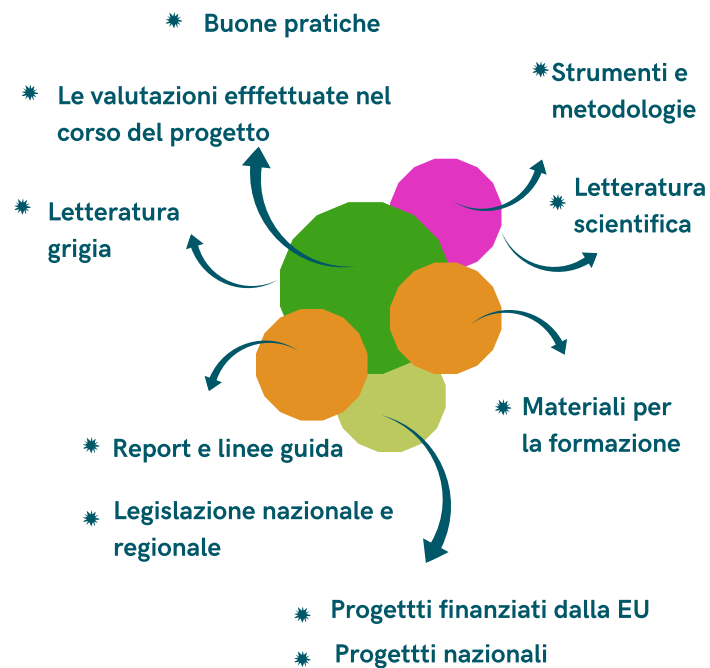 Buone pratiche
Strumenti e
metodologie
Le valutazioni efffettuate nel
corso del progetto
Letteratura
scientifica
Letteratura
grigia
Materiali per
la formazione
Report e linee guida
Legislazione nazionale e
regionale
Progettti finanziati dalla EU
Progettti nazionali